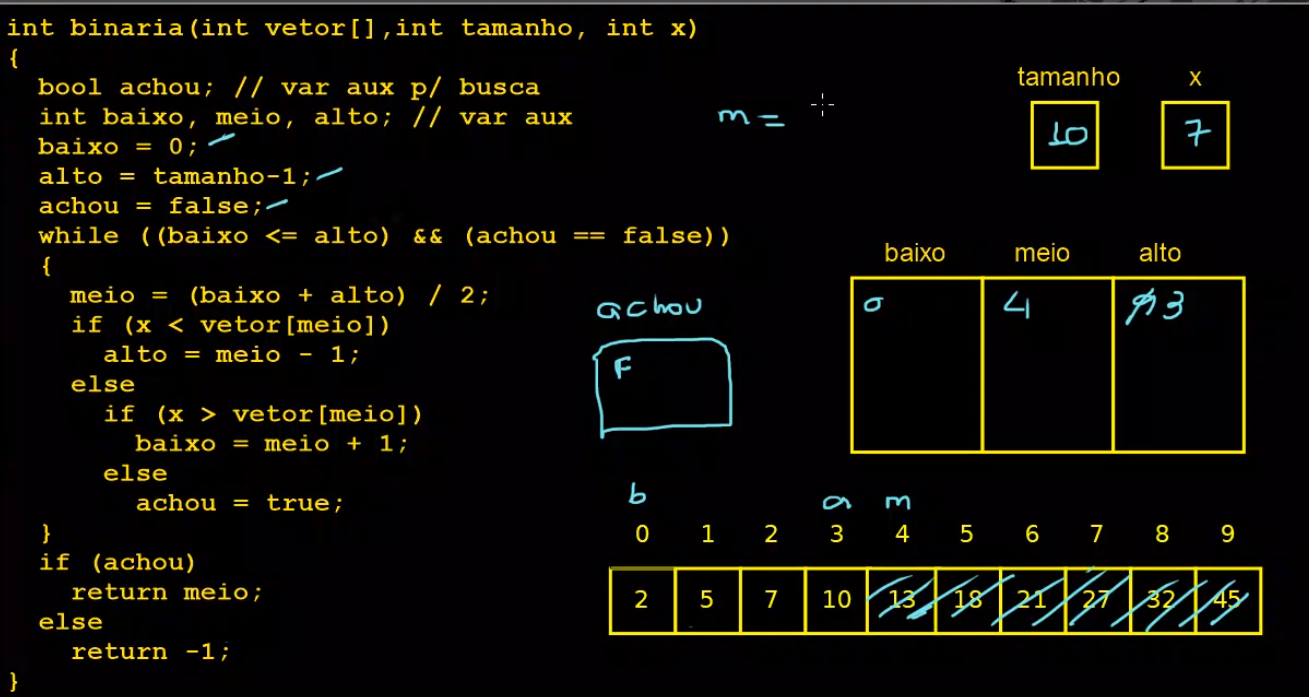 int binaria(int vetor[],int tamanho, int x)
{
bool achou; // var aux p/ busca
int baixo, meio, alto; // var aux
baixo = 0;
alto = tamanho-1;
achou = false;
while ((baixo <= alto) && (achou == false))
{
meio = (baixo + alto) / 2;
if (x < vetor[meio])
alto = meio - 1;
else
if (x > vetor[meio])
baixo = meio + 1;
else
achou = true;
}
if (achou)
return meio;
else
return -1;
}
m =
tamanho x
10 7
baixo meio alto
0 4 9 3
achou
F
b a m
0 1 2 3 4 5 6 7 8 9
2 5 7 10 13 18 21 27 32 45